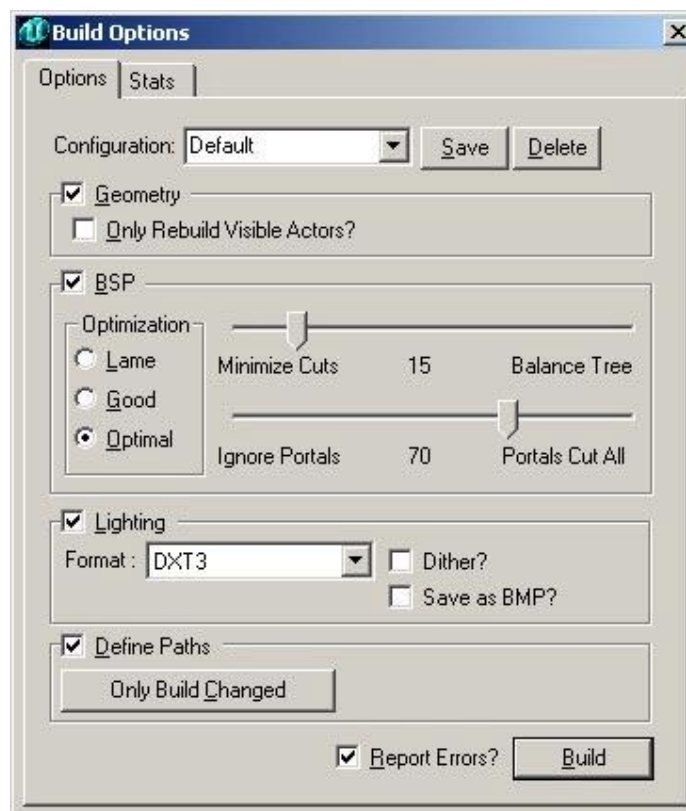 Build Options
Options Stats
Configuration: Default Save Delete
Geometry
Only Rebuild Visible Actors?
BSP
Optimization
Lame
Good
Optimal
Minimize Cuts 15 Balance Tree
Ignore Portals 70 Portals Cut All
Lighting
Format : DXT3 Dither?
Save as BMP?
Define Paths
Only Build Changed
Report Errors? Build